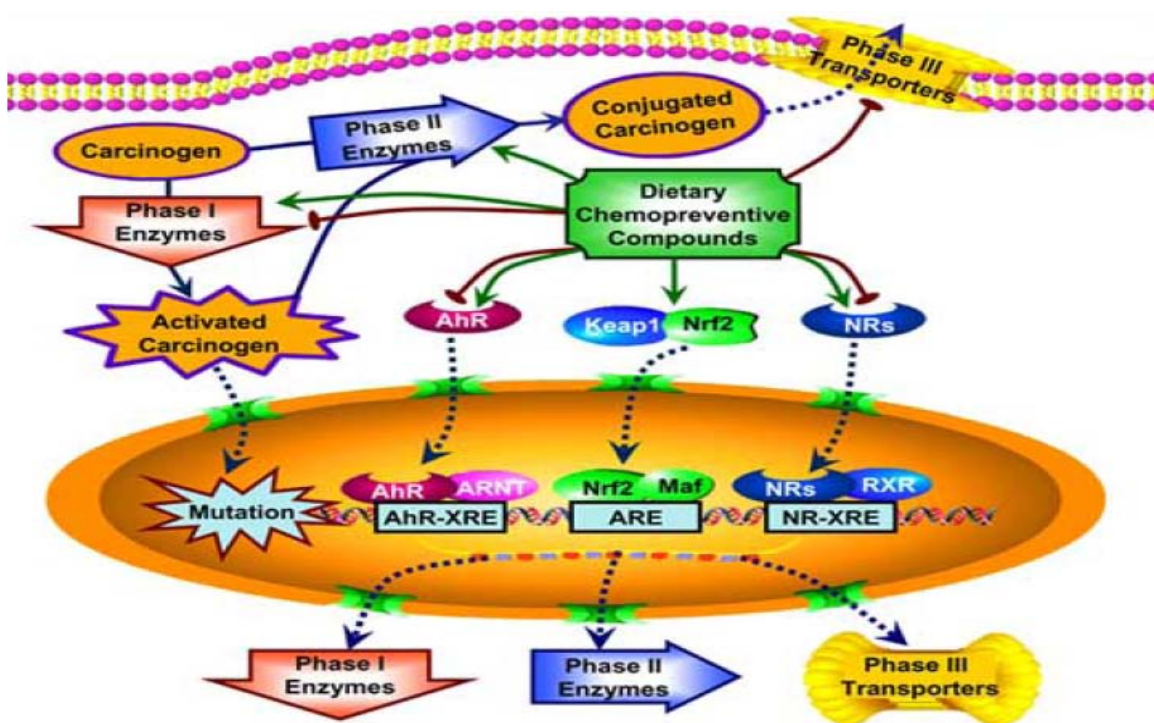 Phase III
Transporters
Carcinogen
Phase II
Enzymes
Conjugated
Carcinogen
Phase I
Enzymes
Dietary
Chemopreventive
Compounds
Activated
Carcinogen
AhR
Keap1
Nrf2
NRs
Mutation
AhR
ARNT
Nrf2
Maf
NRs
RXR
AhR-XRE
ARE
NR-XRE
Phase I
Enzymes
Phase II
Enzymes
Phase III
Transporters